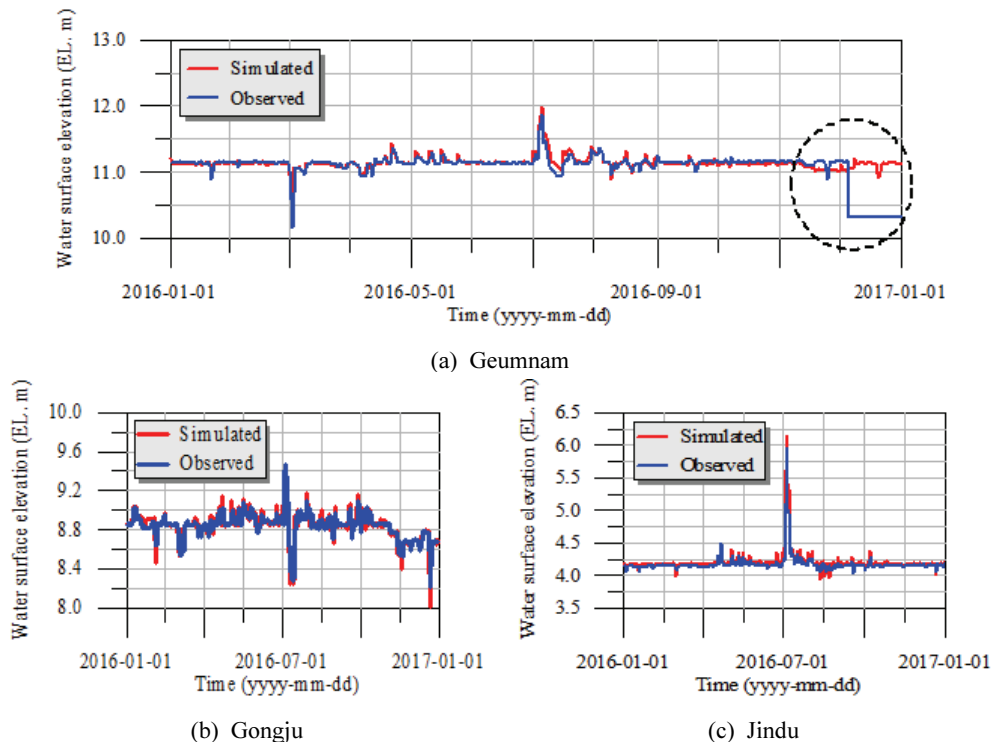 Water surface elevation (EL. m)
13.0
12.0
11.0
10.0
Simulated
Observed
2016-01-01 2016-05-01 2016-09-01 2017-01-01
Time (yyyy-mm-dd)
(a) Geumnam
Water surface elevation (EL. m)
10.0
9.6
9.2
8.8
8.4
8.0
Simulated
Observed
2016-01-01 2016-07-01 2017-01-01
Time (yyyy-mm-dd)
(b) Gongju
Water surface elevation (EL. m)
6.5
6.0
5.5
5.0
4.5
4.0
3.5
Simulated
Observed
2016-01-01 2016-07-01 2017-01-01
Time (yyyy-mm-dd)
(c) Jindu